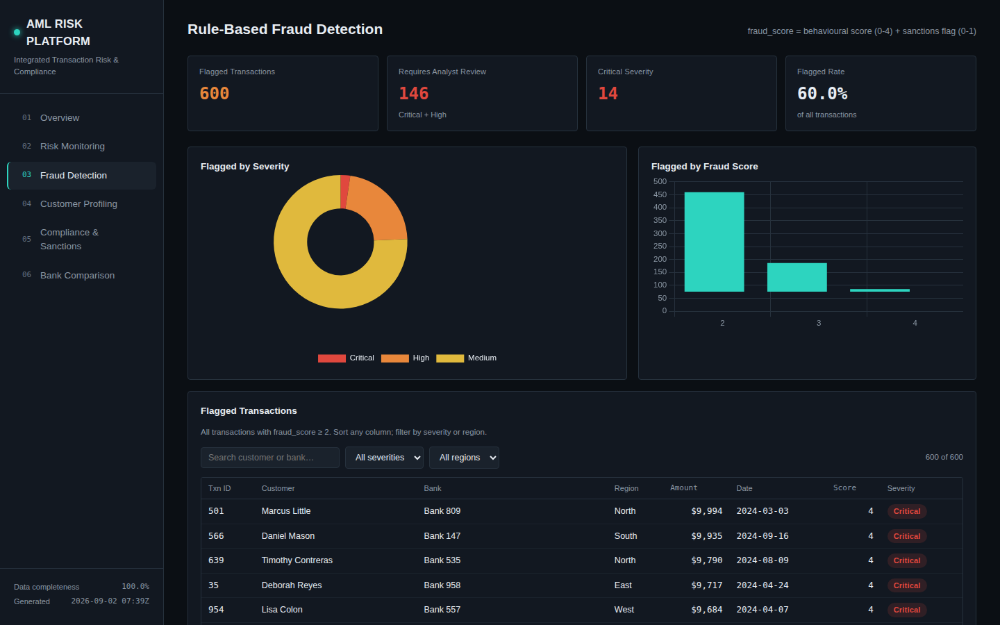 AML RISK
PLATFORM
Integrated Transaction Risk &
Compliance
01 Overview
02 Risk Monitoring
03 Fraud Detection
04 Customer Profiling
05 Compliance &
Sanctions
06 Bank Comparison
Data completeness 100.0%
Generated 2026-09-02 07:39Z
Rule-Based Fraud Detection
fraud_score = behavioural score (0-4) + sanctions flag (0-1)
Flagged Transactions
600
Requires Analyst Review
146
Critical + High
Critical Severity
14
Flagged Rate
60.0%
of all transactions
Flagged by Severity
Critical High Medium
Flagged by Fraud Score
500
450
400
350
300
250
200
150
100
50
0
2 3 4
Flagged Transactions
All transactions with fraud_score ≥ 2. Sort any column; filter by severity or region.
Search customer or bank… All severities All regions 600 of 600
Txn ID Customer Bank Region Amount Date Score Severity
501 Marcus Little Bank 809 North $9,994 2024-03-03 4 Critical
566 Daniel Mason Bank 147 South $9,935 2024-09-16 4 Critical
639 Timothy Contreras Bank 535 North $9,790 2024-08-09 4 Critical
35 Deborah Reyes Bank 958 East $9,717 2024-04-24 4 Critical
954 Lisa Colon Bank 557 West $9,684 2024-04-07 4 Critical